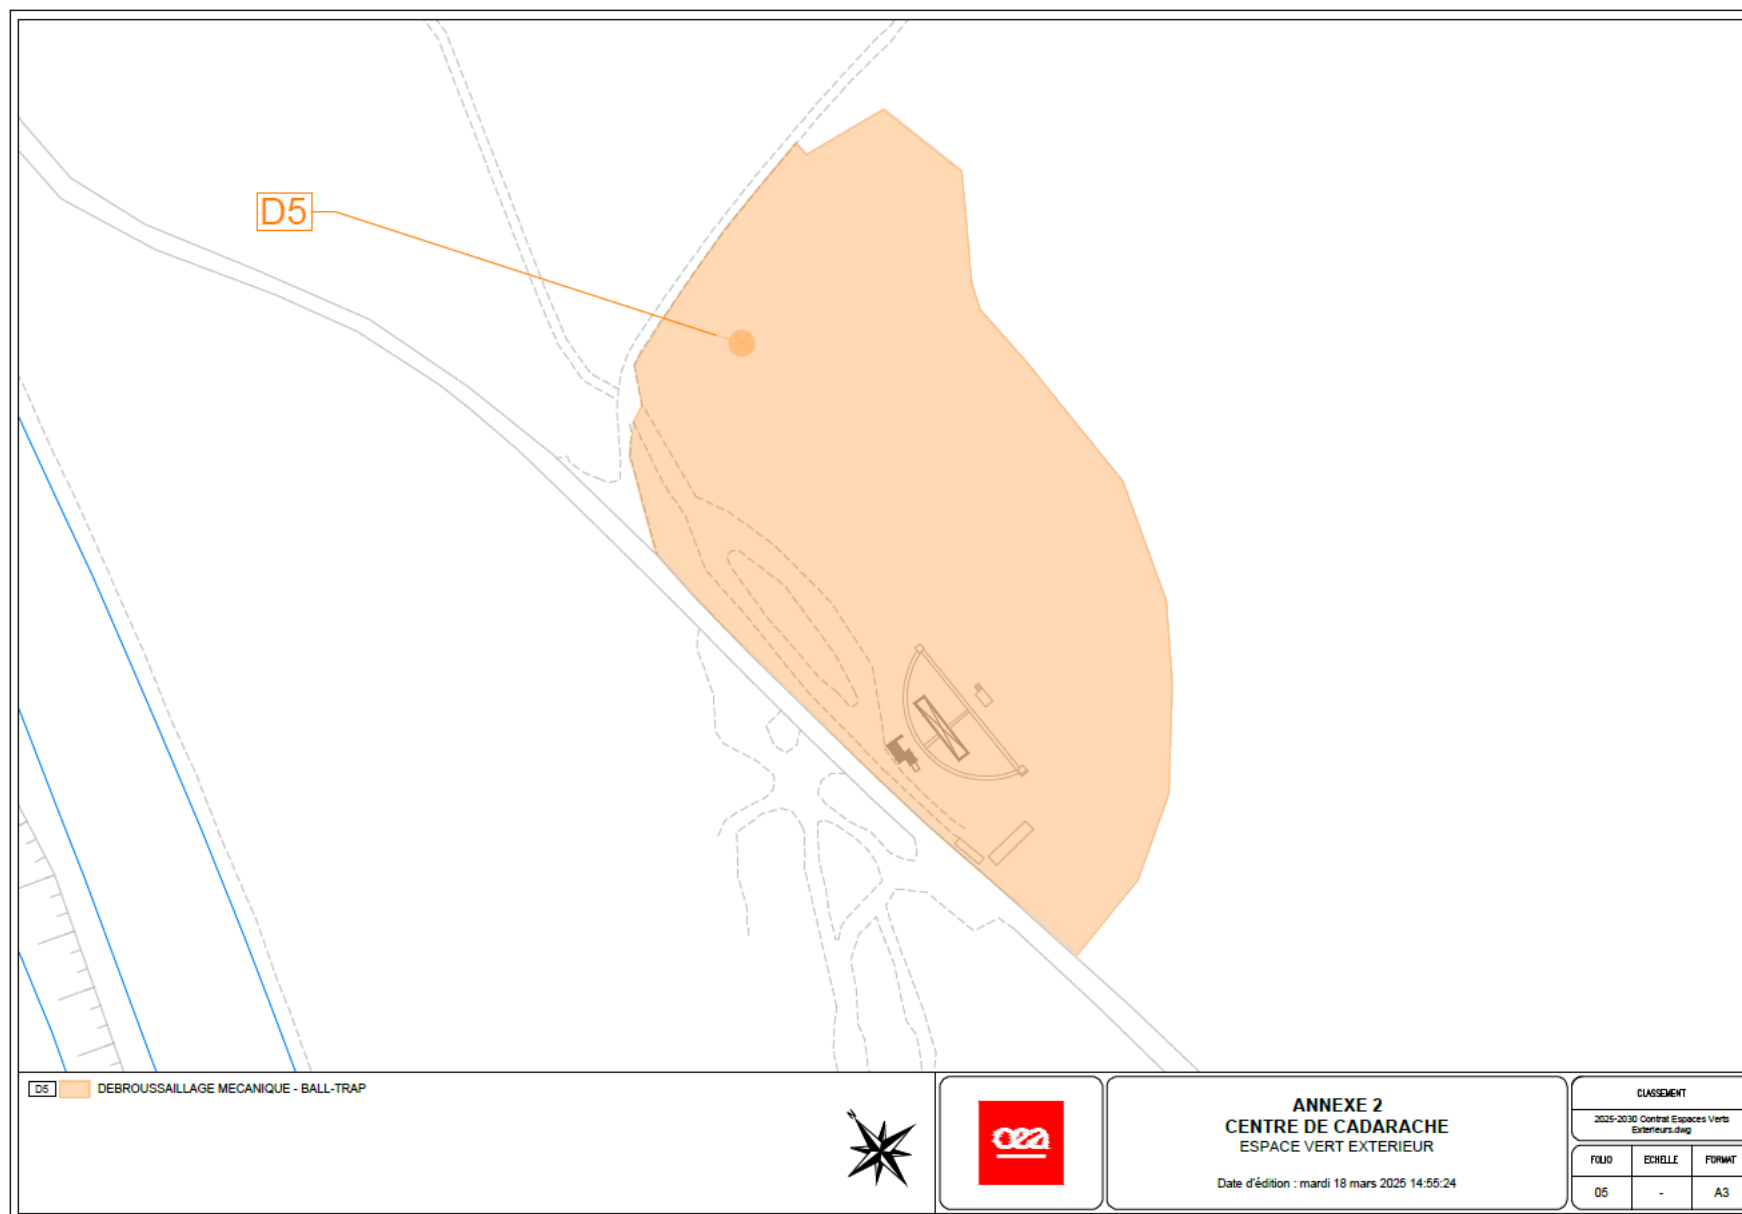 D5
D5 DEBROUSSAILLAGE MECANIQUE - BALL-TRAP
N
cea
ANNEXE 2
CENTRE DE CADARACHE
ESPACE VERT EXTERIEUR
Date d'édition : mardi 18 mars 2025 14:55:24
CLASSEMENT
2025-2030 Contrat Espaces Verts
Exterieurs.dwg
FOLIO ECHELLE FORMAT
05 - A3